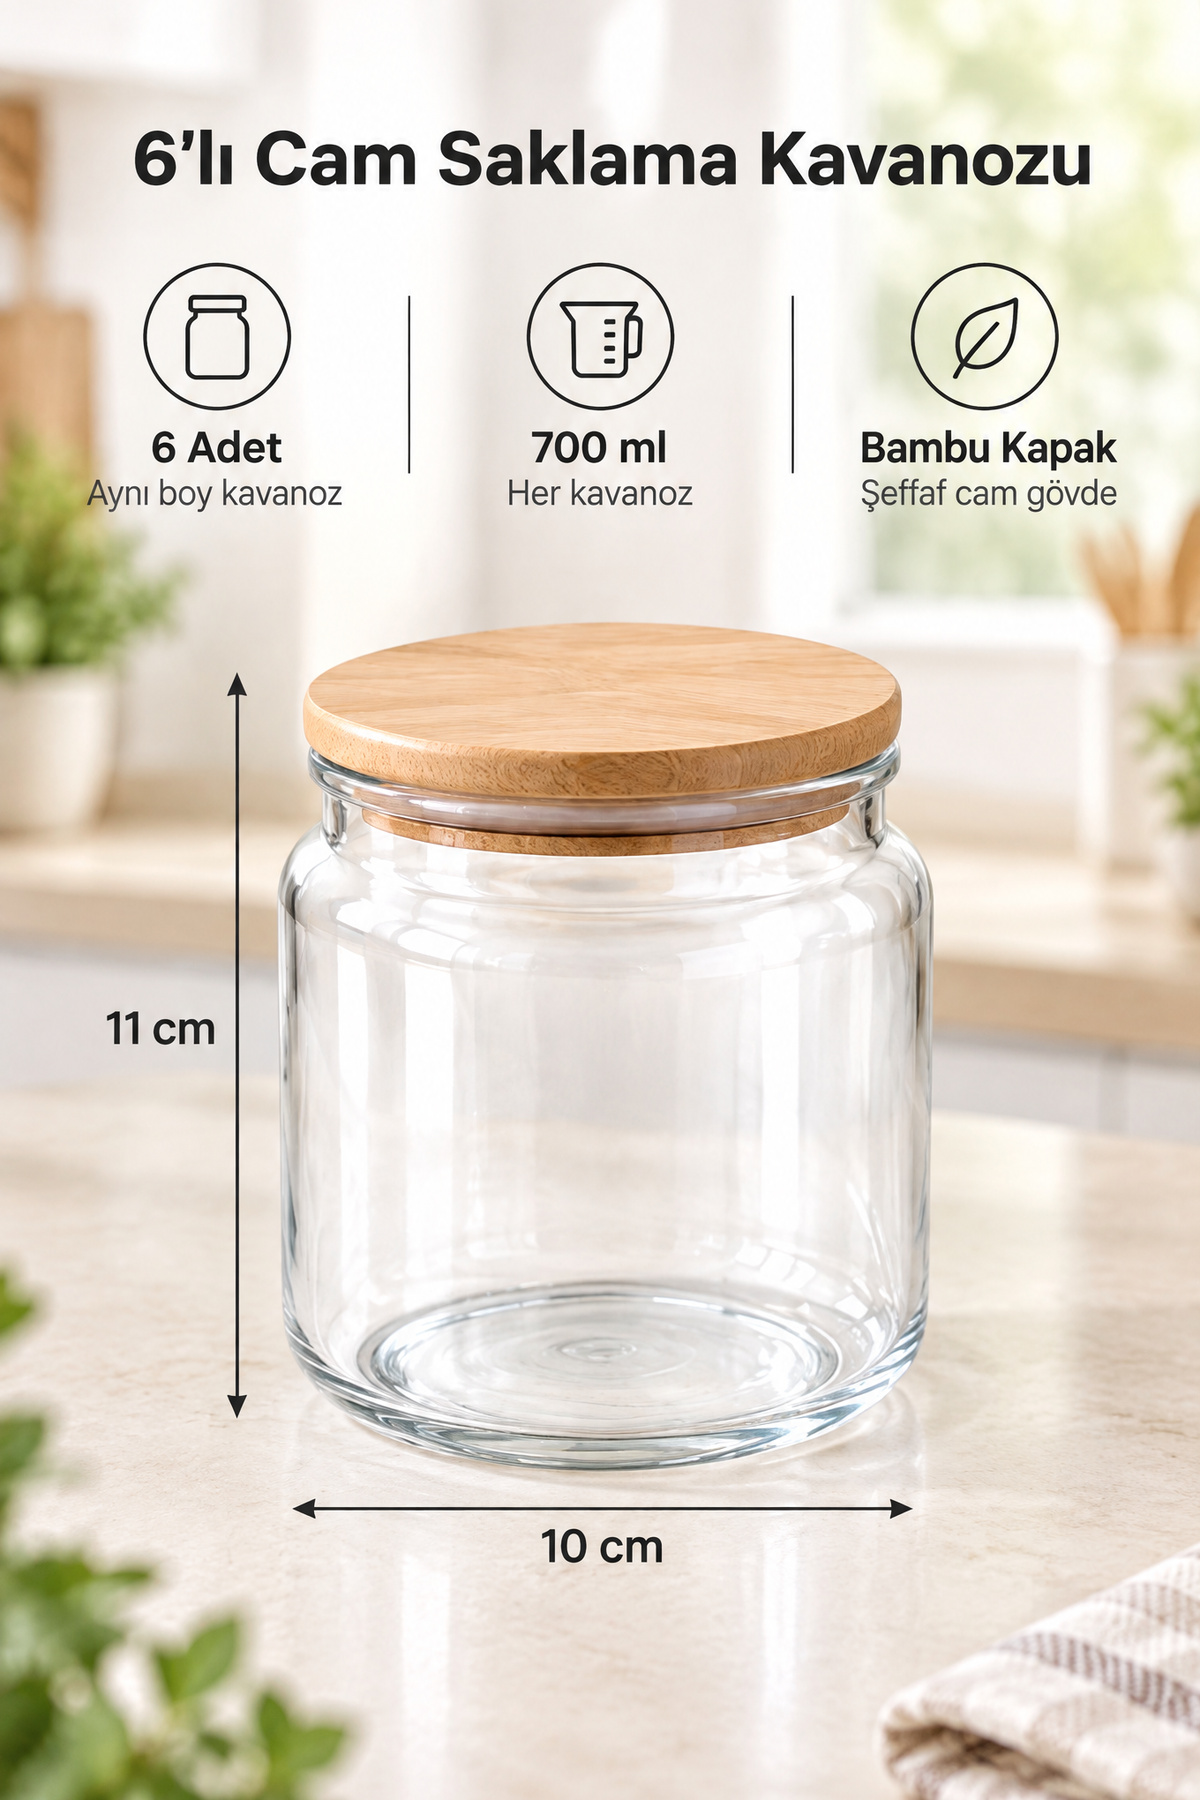 6’lı Cam Saklama Kavanozu
6 Adet
Aynı boy kavanoz
700 ml
Her kavanoz
Bambu Kapak
Şeffaf cam gövde
11 cm
10 cm